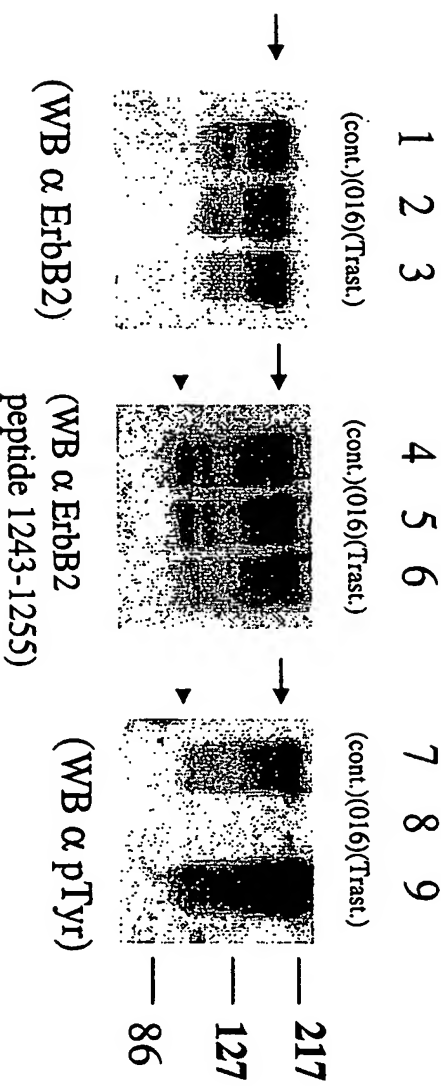 1 2 3
(cont.)(016)(Trast.)
(WB α ErbB2)
4 5 6
(cont.)(016)(Trast.)
(WB α ErbB2
peptide 1243-1255)
7 8 9
(cont.)(016)(Trast.)
(WB α pTyr)
217
127
86